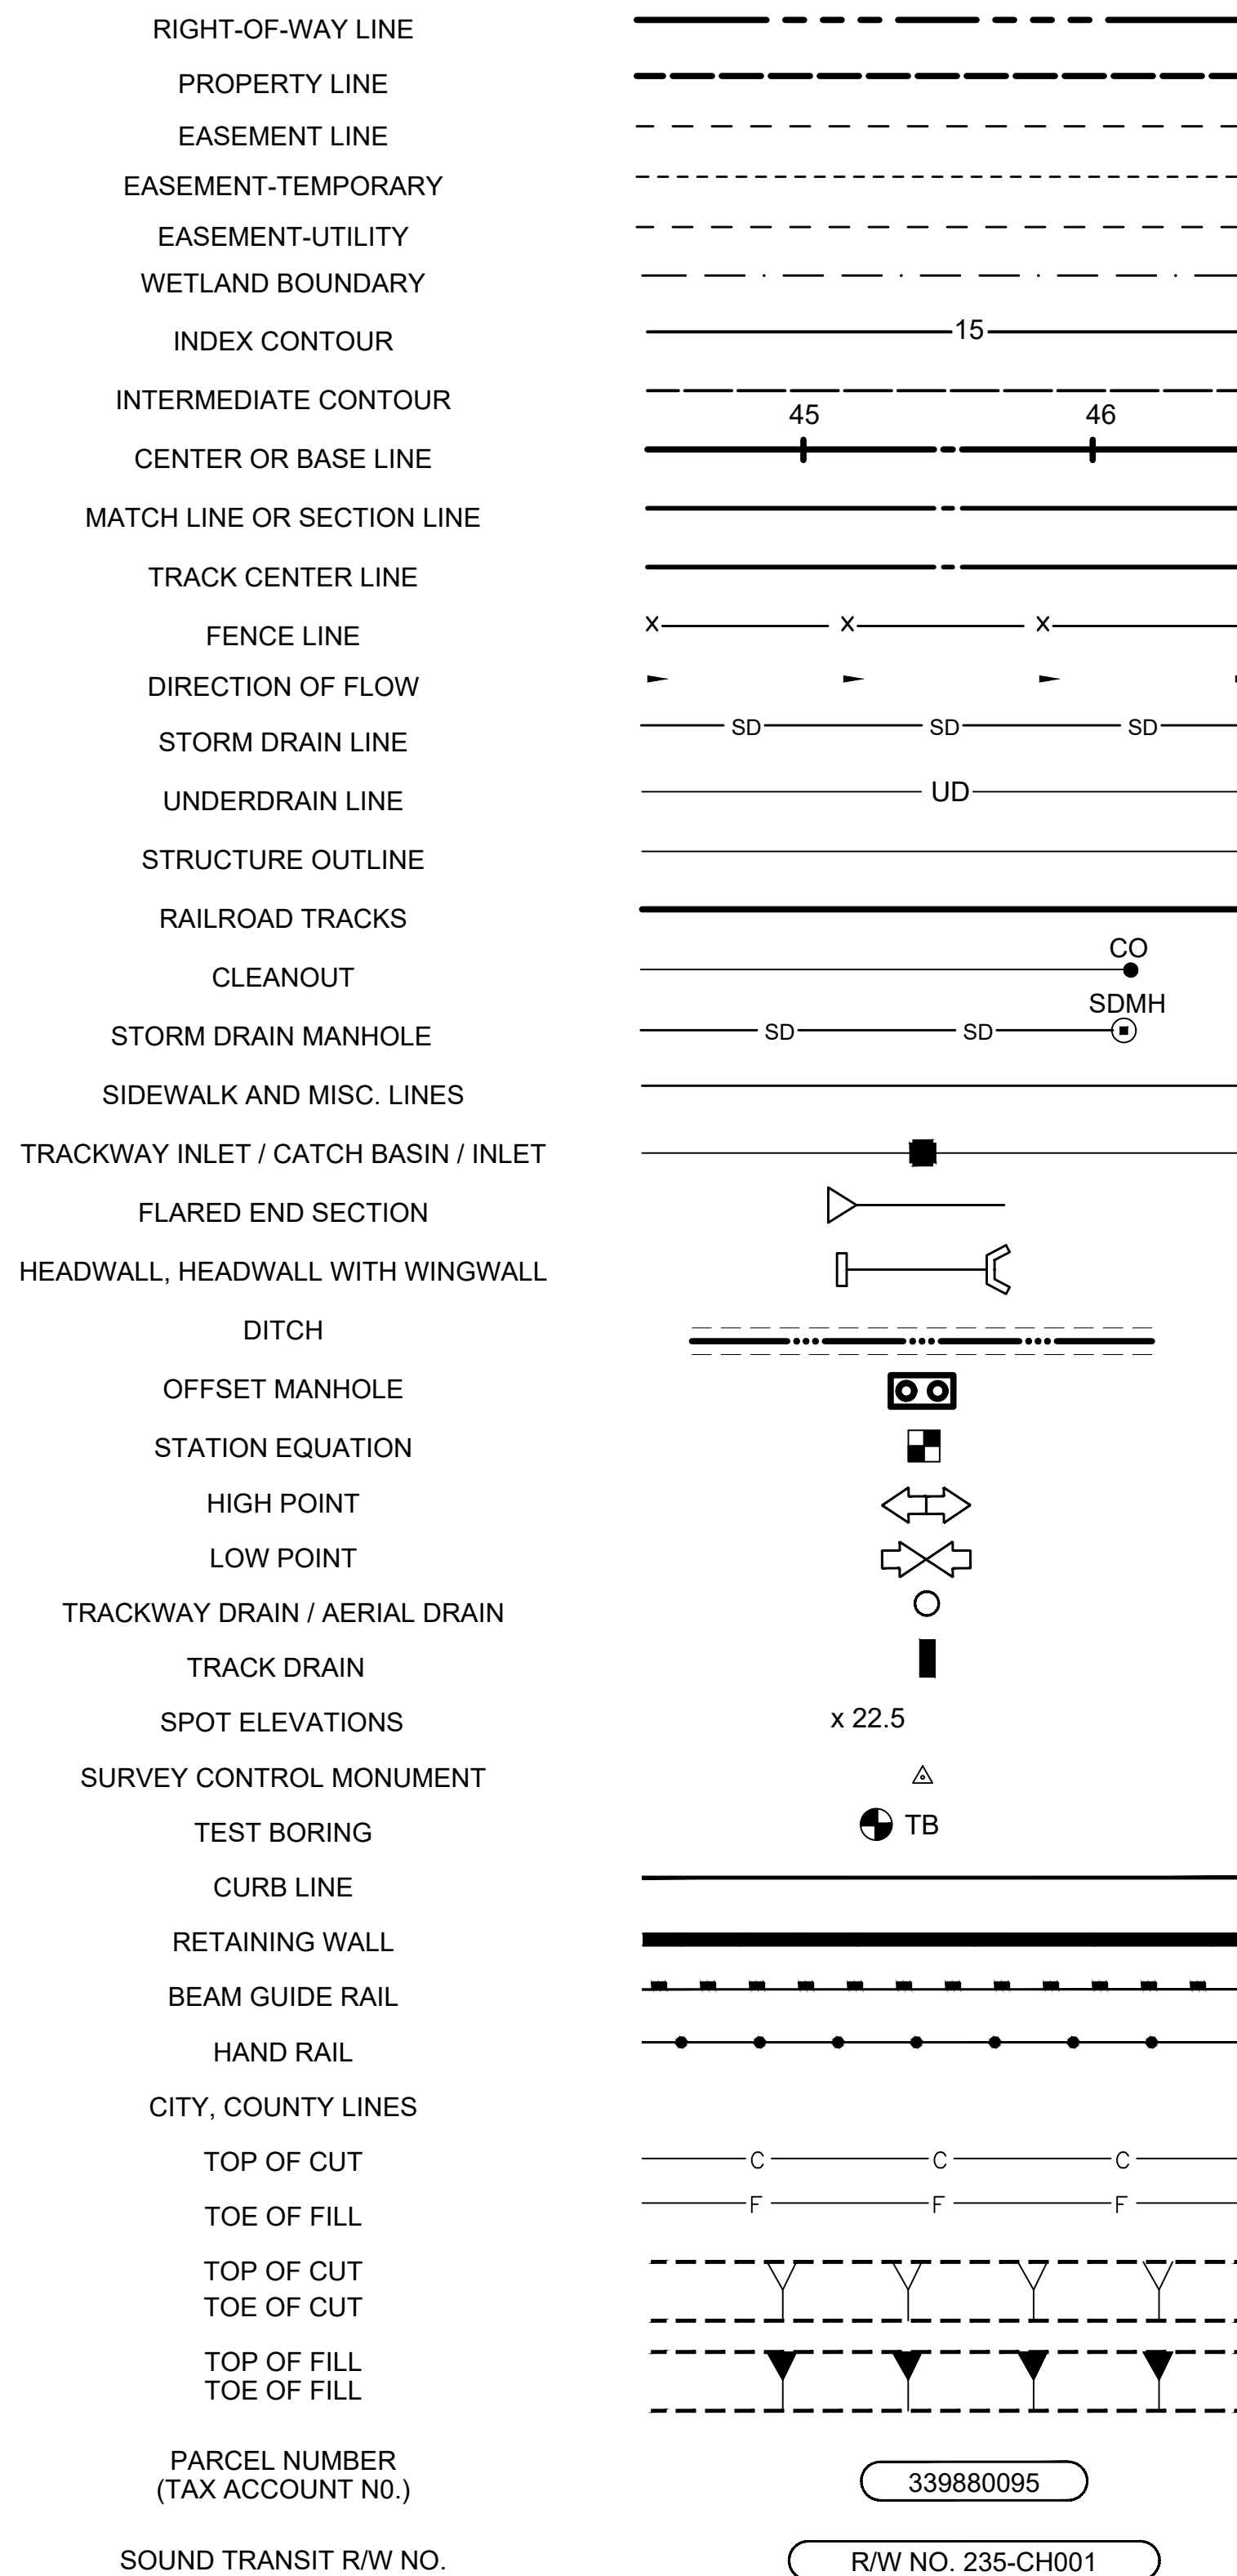 RIGHT-OF-WAY LINE
PROPERTY LINE
EASEMENT LINE
EASEMENT-TEMPORARY
EASEMENT-UTILITY
WETLAND BOUNDARY
INDEX CONTOUR 15
INTERMEDIATE CONTOUR
45 46
CENTER OR BASE LINE
MATCH LINE OR SECTION LINE
TRACK CENTER LINE
FENCE LINE X X X
DIRECTION OF FLOW
STORM DRAIN LINE SD SD SD
UNDERDRAIN LINE UD
STRUCTURE OUTLINE
RAILROAD TRACKS
CLEANOUT CO
STORM DRAIN MANHOLE SD SD SDMH
SIDEWALK AND MISC. LINES
TRACKWAY INLET / CATCH BASIN / INLET
FLARED END SECTION
HEADWALL, HEADWALL WITH WINGWALL
DITCH
OFFSET MANHOLE
STATION EQUATION
HIGH POINT
LOW POINT
TRACKWAY DRAIN / AERIAL DRAIN
TRACK DRAIN
SPOT ELEVATIONS x 22.5
SURVEY CONTROL MONUMENT
TEST BORING TB
CURB LINE
RETAINING WALL
BEAM GUIDE RAIL
HAND RAIL
CITY, COUNTY LINES
TOP OF CUT C C C
TOE OF FILL F F F
TOP OF CUT
TOE OF CUT
TOP OF FILL
TOE OF FILL
PARCEL NUMBER
(TAX ACCOUNT N0.) 339880095
SOUND TRANSIT R/W NO. R/W NO. 235-CH001